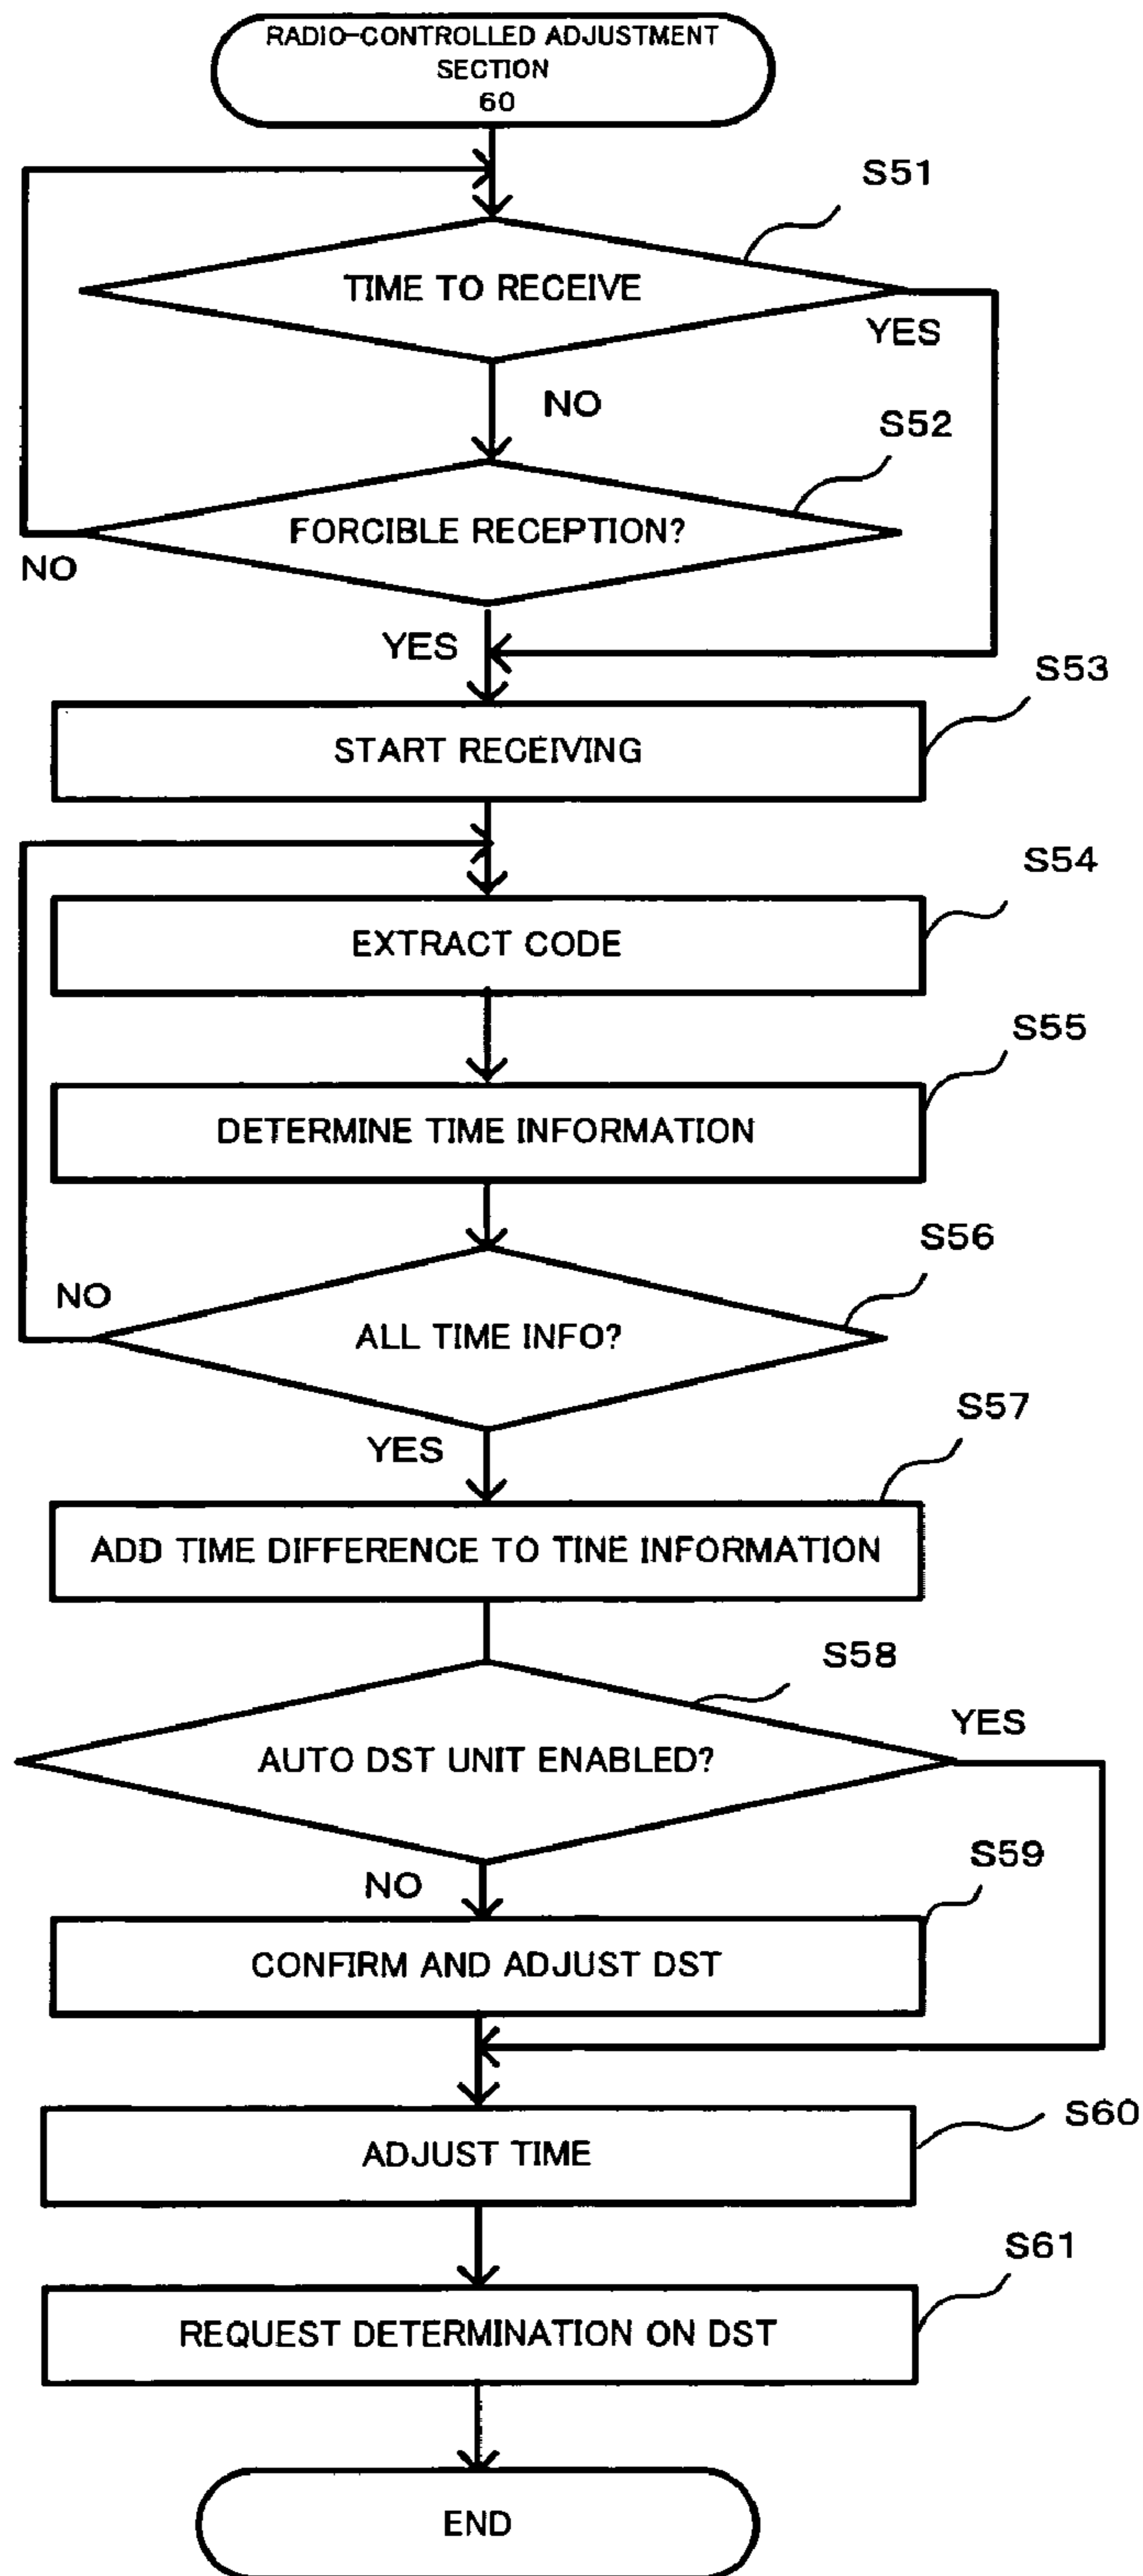 RADIO-CONTROLLED ADJUSTMENT
SECTION
60
S51
TIME TO RECEIVE
YES
NO
S52
FORCIBLE RECEPTION?
NO
YES
S53
START RECEIVING
S54
EXTRACT CODE
S55
DETERMINE TIME INFORMATION
S56
NO
ALL TIME INFO?
YES
S57
ADD TIME DIFFERENCE TO TINE INFORMATION
S58
YES
AUTO DST UNIT ENABLED?
NO
S59
CONFIRM AND ADJUST DST
S60
ADJUST TIME
S61
REQUEST DETERMINATION ON DST
END